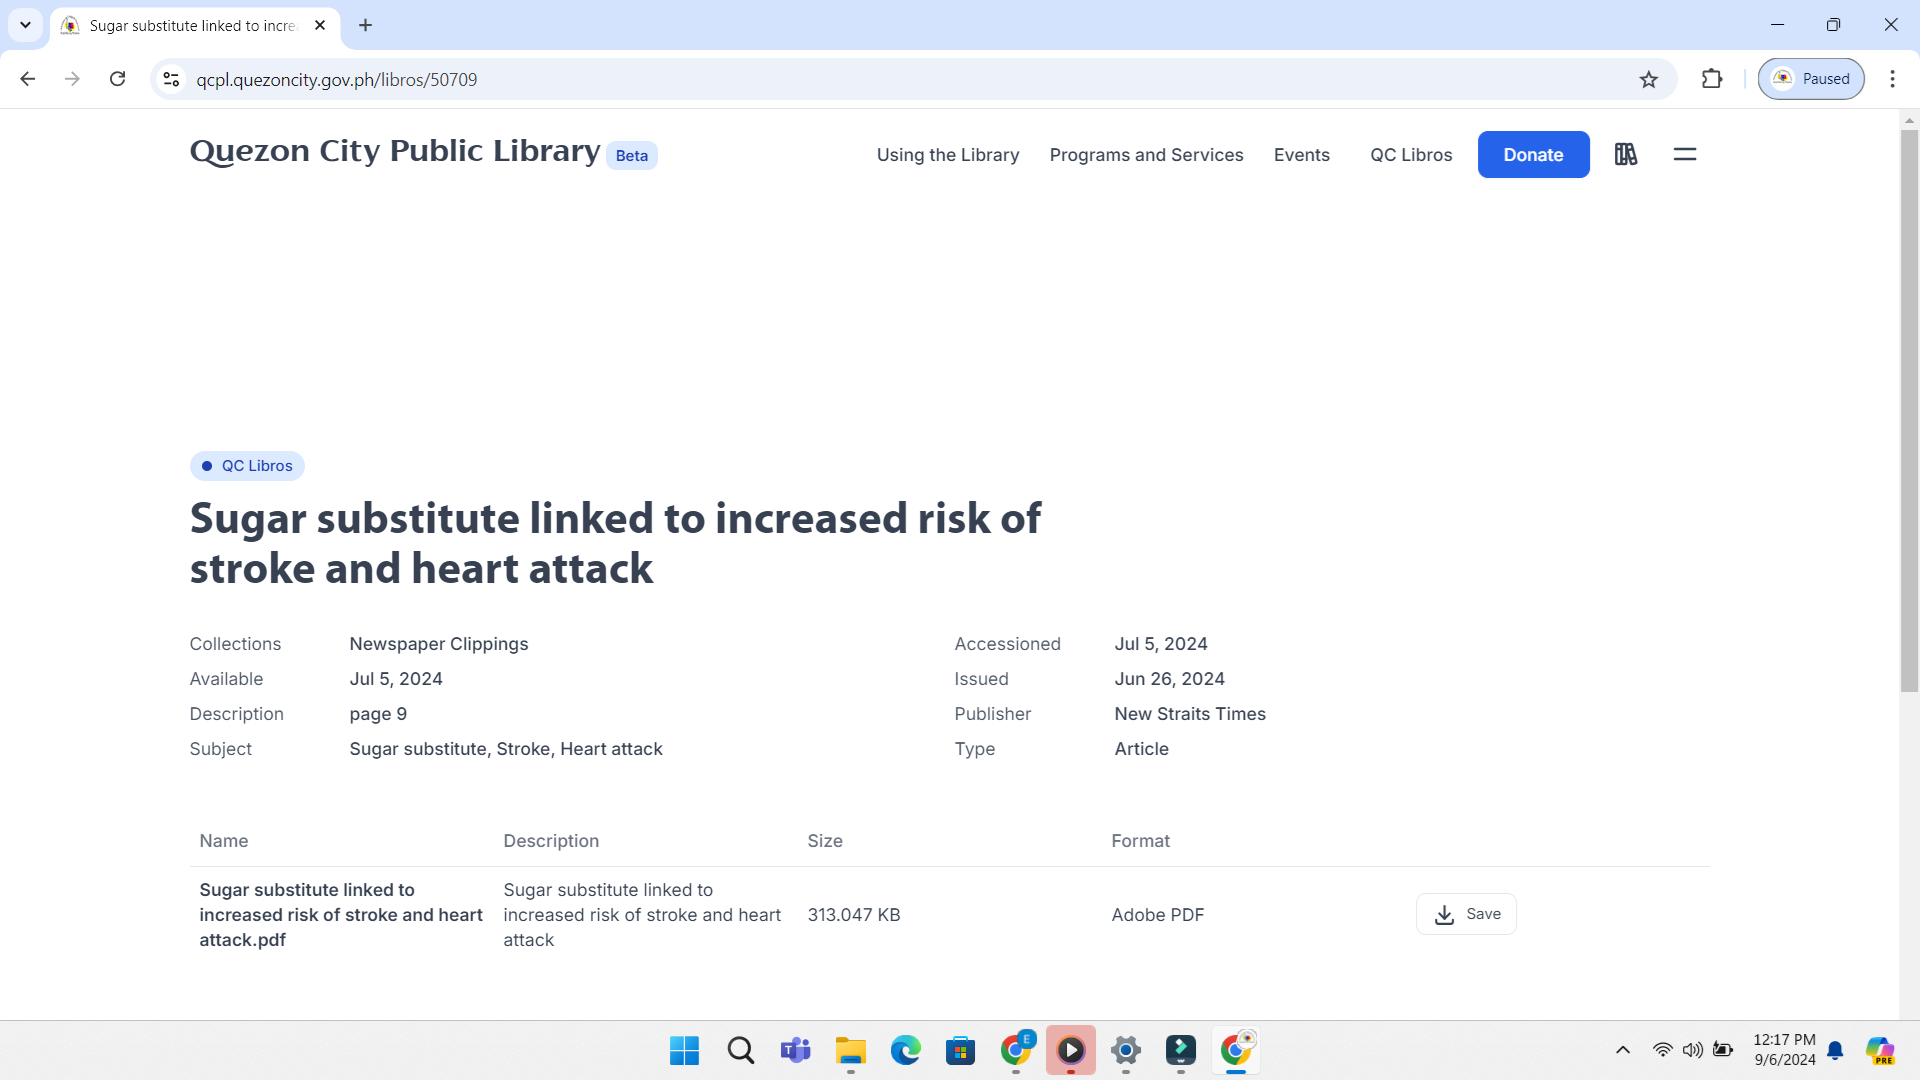 Sugar substitute linked to incre
qcpl.quezoncity.gov.ph/libros/50709
Paused
Quezon City Public Library Beta
Using the Library Programs and Services Events QC Libros Donate
QC Libros
Sugar substitute linked to increased risk of
stroke and heart attack
Collections Newspaper Clippings Accessioned Jul 5, 2024
Available Jul 5, 2024 Issued Jun 26, 2024
Description page 9 Publisher New Straits Times
Subject Sugar substitute, Stroke, Heart attack Type Article
Name Description Size Format
Sugar substitute linked to Sugar substitute linked to
increased risk of stroke and heart increased risk of stroke and heart 313.047 KB Adobe PDF Save
attack.pdf attack
E
T
W
PRE
12:17 PM
9/6/2024